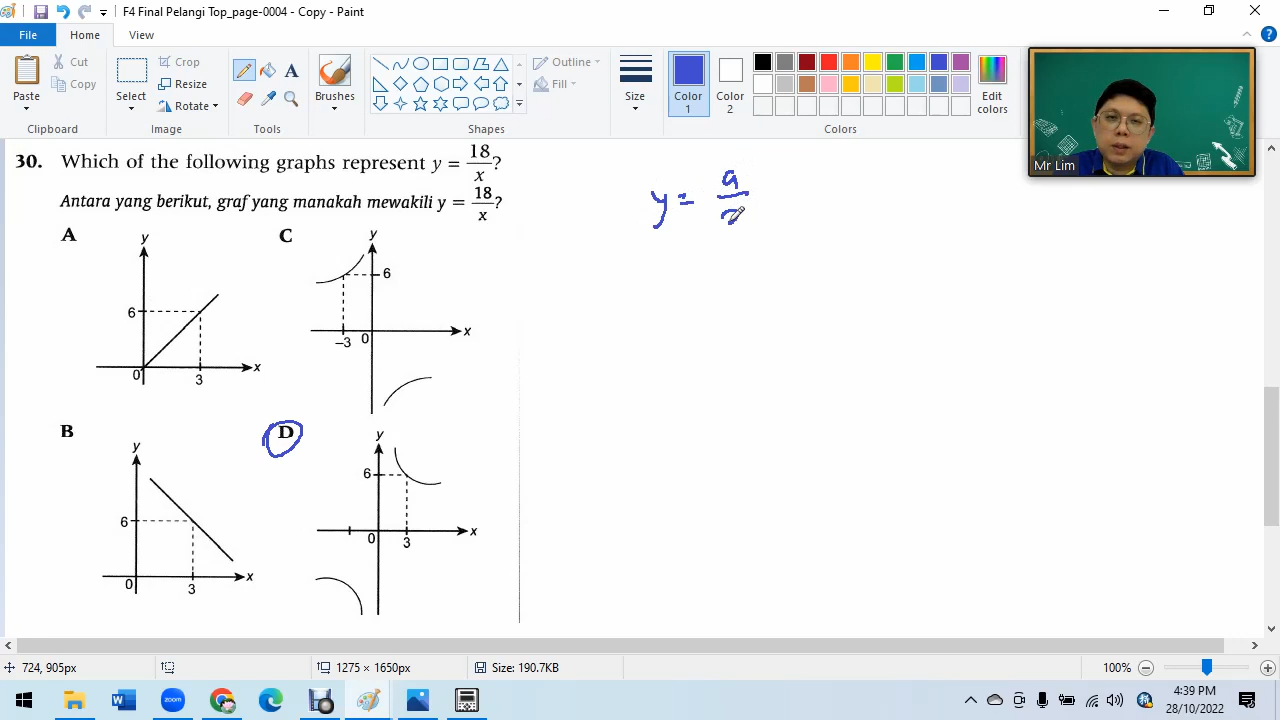 F4 Final Pelangi Top_page-0004 - Copy - Paint
File Home View
Paste Cut Copy Clipboard
Select Crop Resize Rotate Image
A Tools
Brushes
Outline Fill Shapes
Size
Color 1 Color 2 Edit colors Colors
Mr Lim
30. Which of the following graphs represent y = 18/x?
Antara yang berikut, graf yang manakah mewakili y = 18/x?
y = a/x
A
y
6
0
3
x
C
y
6
-3
0
x
B
y
6
0
3
x
D
y
6
0
3
x
724, 905px 1275 × 1650px Size: 190.7KB 100%
W zoom
4:39 PM
28/10/2022